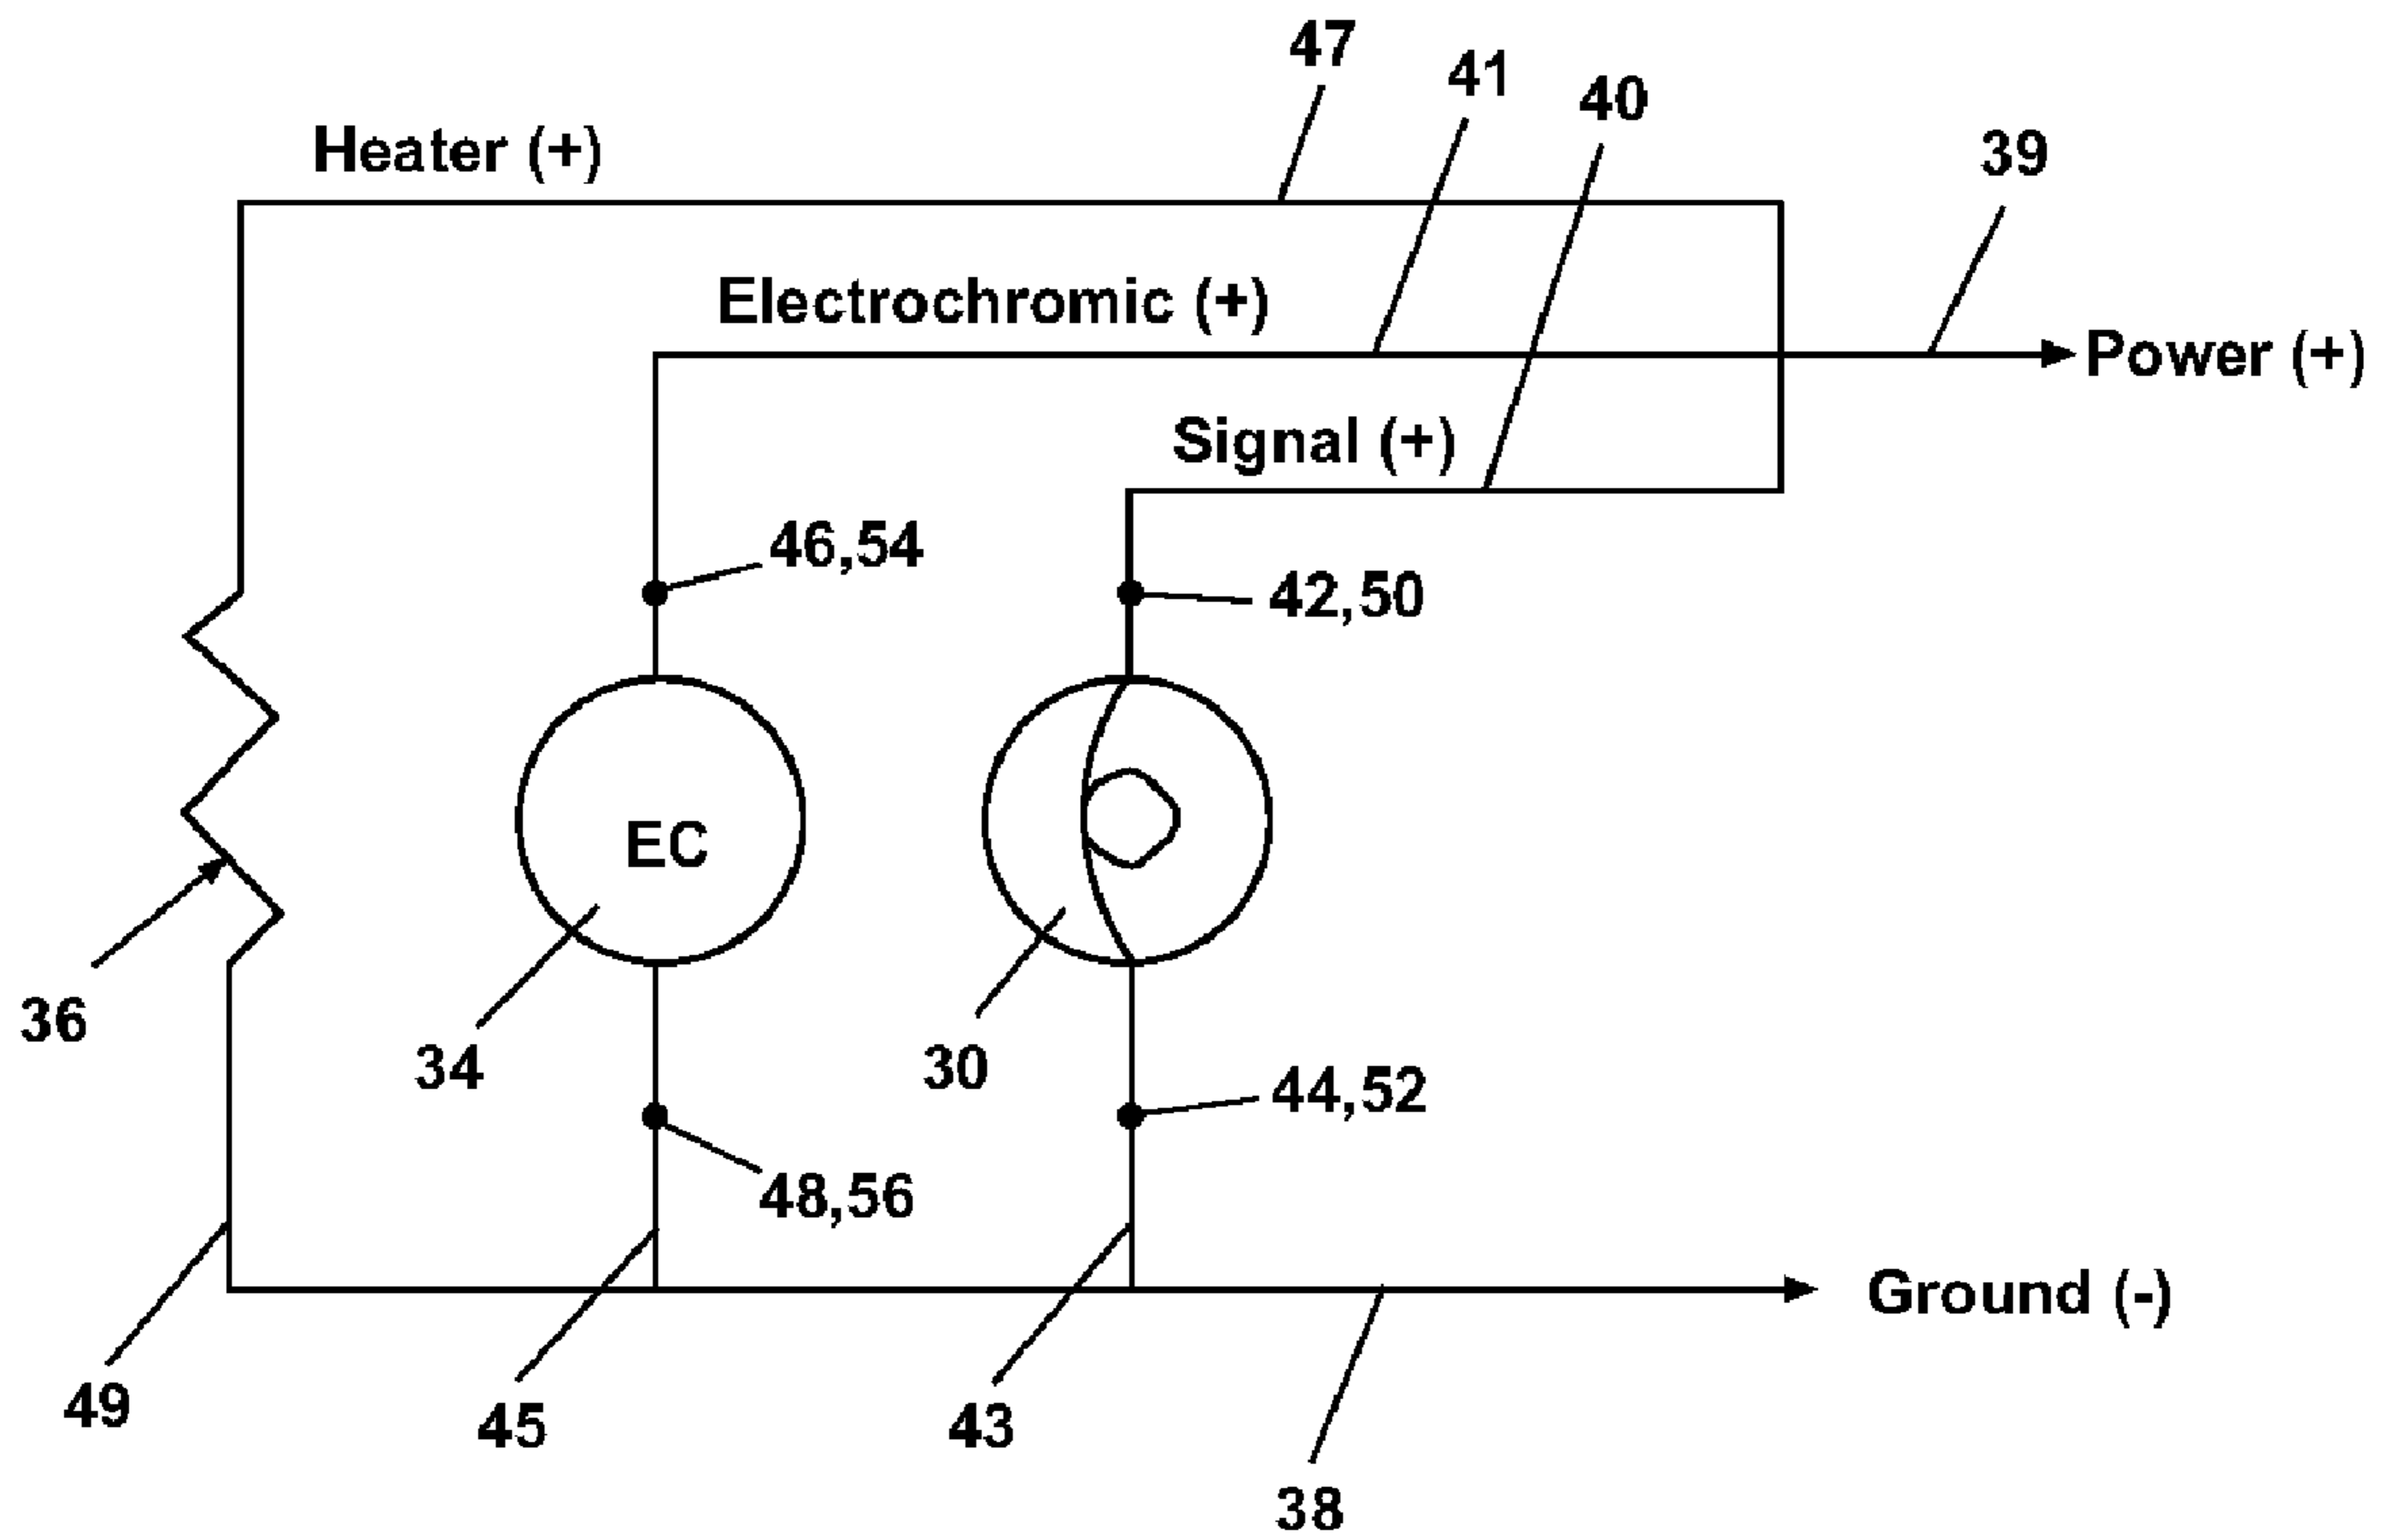 47
41
40
Heater (+)
39
Electrochromic (+)
Power (+)
Signal (+)
46,54
42,50
EC
36
34
30
44,52
48,56
Ground (-)
49
45
43
38